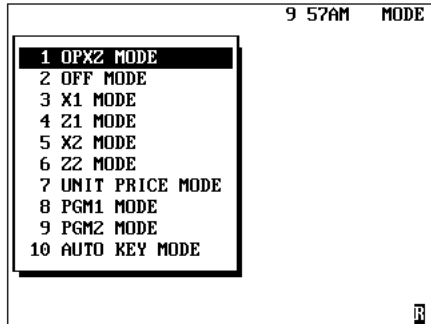 9 57AM MODE
1 OPXZ MODE
2 OFF MODE
3 X1 MODE
4 Z1 MODE
5 X2 MODE
6 Z2 MODE
7 UNIT PRICE MODE
8 PGM1 MODE
9 PGM2 MODE
10 AUTO KEY MODE
R